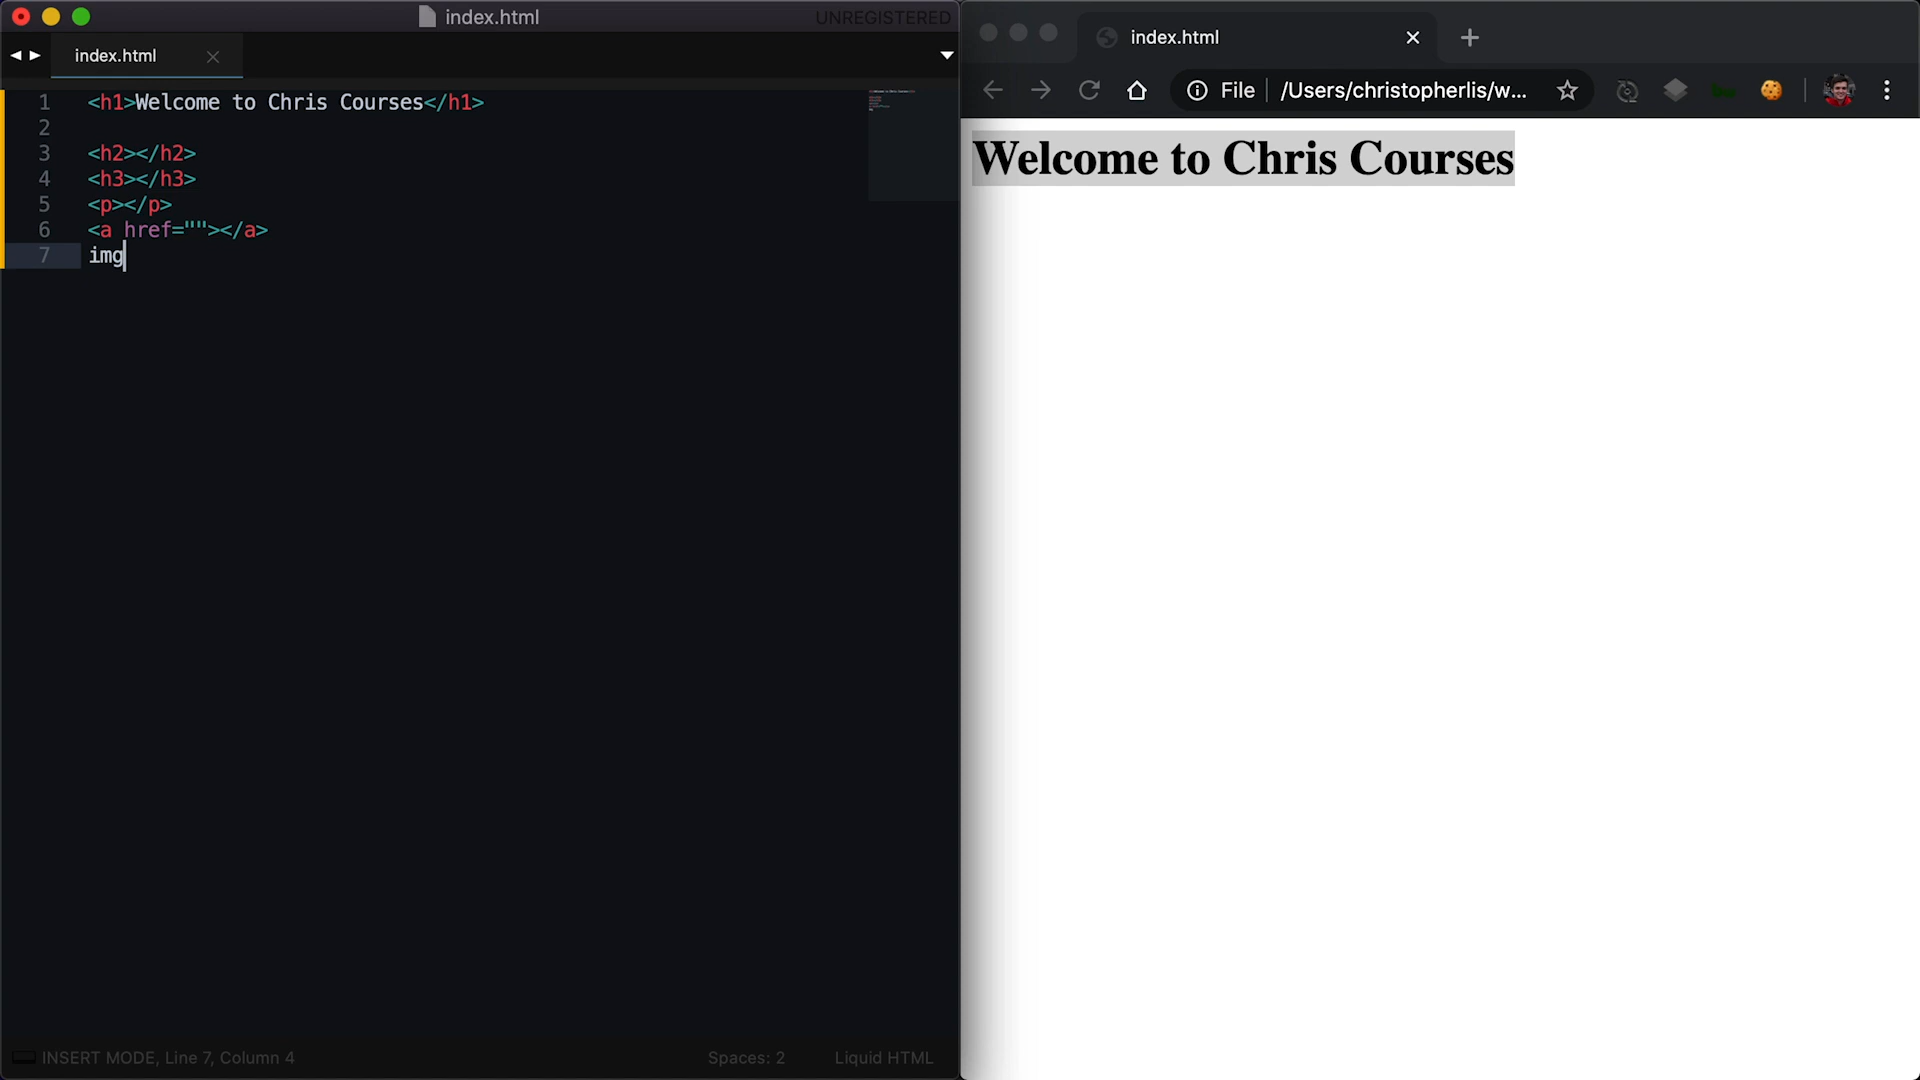 index.html
UNREGISTERED
index.html
1 <h1>Welcome to Chris Courses</h1>
2
3 <h2></h2>
4 <h3></h3>
5 <p></p>
6 <a href=""></a>
7 img
INSERT MODE, Line 7, Column 4
Spaces: 2
Liquid HTML
index.html
File
/Users/christopherlis/w...
Welcome to Chris Courses